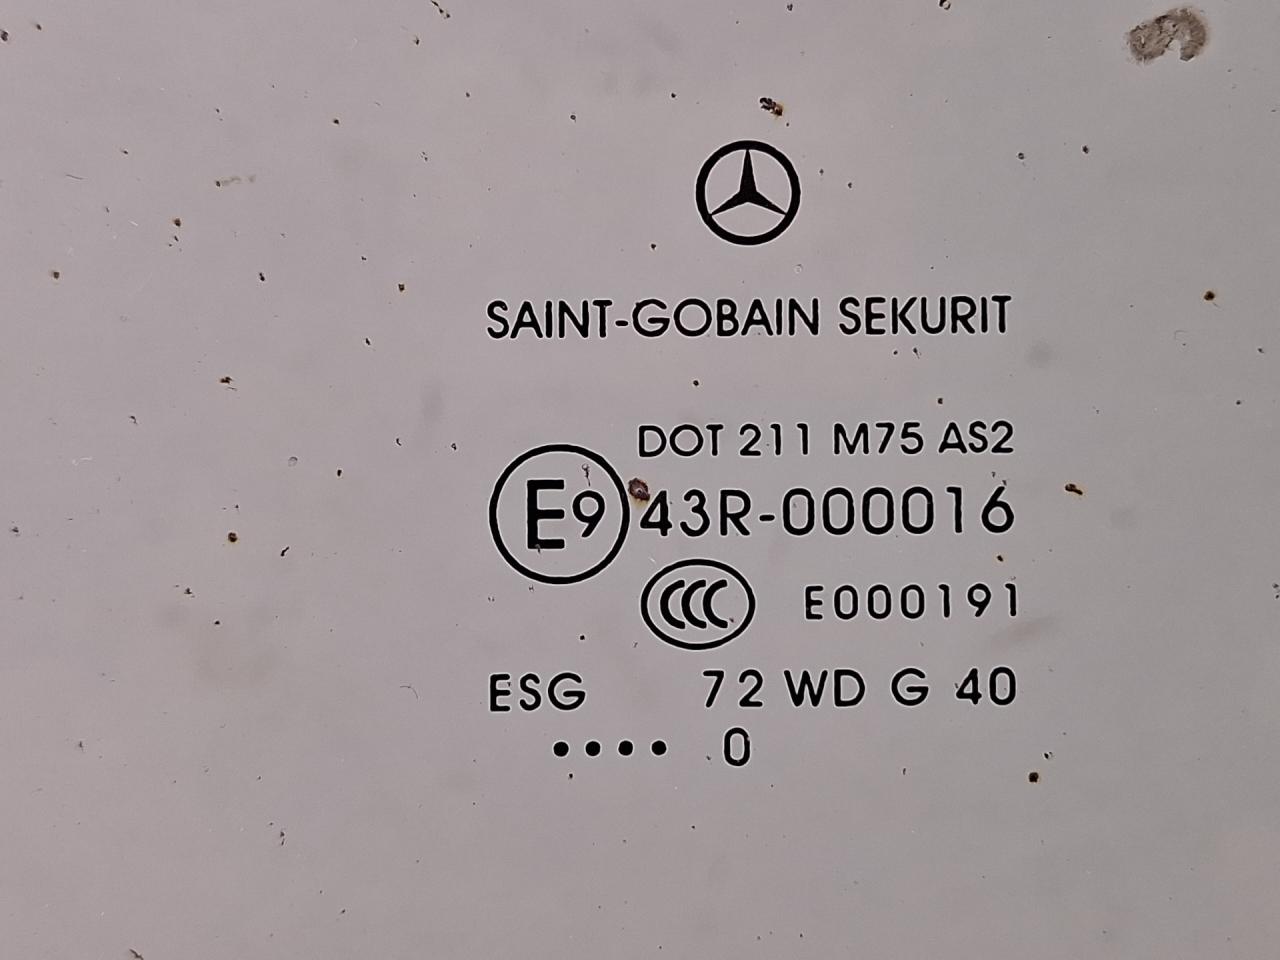 SAINT-GOBAIN SEKURIT
DOT 211 M75 AS2
E9 43R-000016
CCC E000191
ESG 72 WD G 40
•••• 0